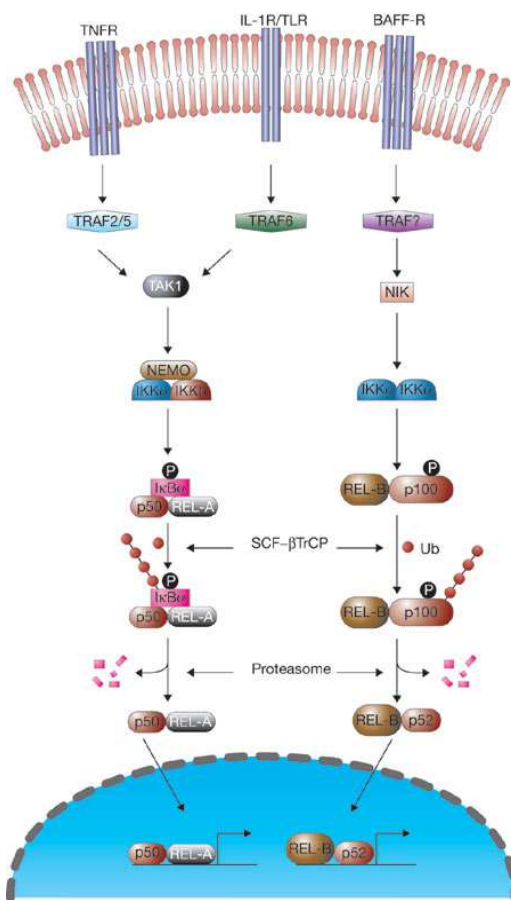 TNFR
IL-1R/TLR
BAFF-R
TRAF2/5
TRAF6
TRAF?
TAK1
NIK
NEMO
IKKα IKKβ
IKKα IKKα
P
IκBα
p50 REL-A
P
REL-B p100
SCF–βTrCP
Ub
P
IκBα
p50 REL-A
P
REL-B p100
Proteasome
p50 REL-A
REL-B p52
p50 REL-A
REL-B p52